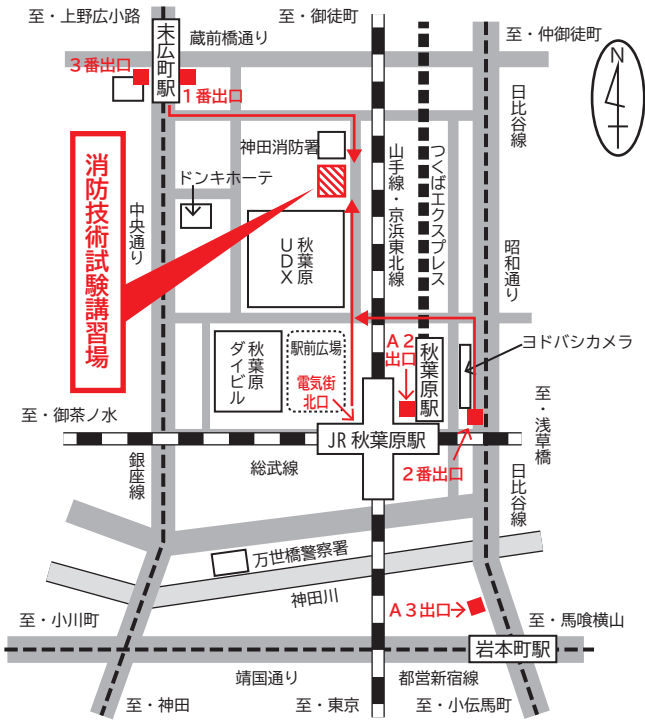 至・上野広小路
至・御徒町
至・仲御徒町
蔵前橋通り
末広町駅
3番出口
1番出口
N
日比谷線
神田消防署
ドンキホーテ
消防技術試験講習場
中央通り
山手線・京浜東北線
つくばエクスプレス
秋葉原
UDX
昭和通り
秋葉原
ダイビル
駅前広場
電気街
北口
A2
出口
秋葉原駅
ヨドバシカメラ
至・御茶ノ水
JR 秋葉原駅
至・浅草橋
銀座線
総武線
2番出口
日比谷線
万世橋警察署
神田川
A3出口
至・小川町
至・馬喰横山
岩本町駅
靖国通り
都営新宿線
至・神田
至・東京
至・小伝馬町